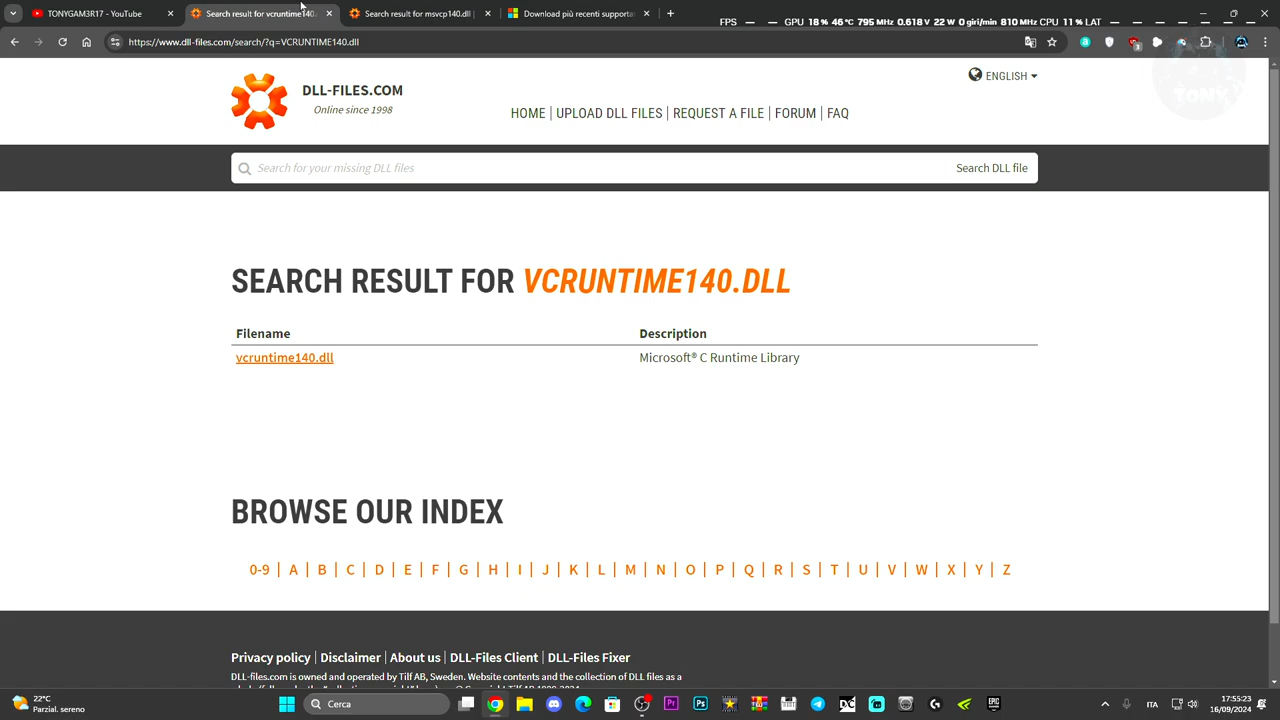 TONYGAM3R17 - YouTube
Search result for vcruntime140.
Search result for msvcp140.dll |
Download più recenti supporta
FPS — — GPU 18 % 46 °C 795 MHz 0.618 V 22 W 0 giri/min 810 MHz CPU 11 % LAT — — — — — —
https://www.dll-files.com/search/?q=VCRUNTIME140.dll
DLL-FILES.COM
Online since 1998
ENGLISH
HOME | UPLOAD DLL FILES | REQUEST A FILE | FORUM | FAQ
TONY
Search for your missing DLL files
Search DLL file
SEARCH RESULT FOR VCRUNTIME140.DLL
Filename Description
vcruntime140.dll Microsoft® C Runtime Library
BROWSE OUR INDEX
0-9 | A | B | C | D | E | F | G | H | I | J | K | L | M | N | O | P | Q | R | S | T | U | V | W | X | Y | Z
Privacy policy | Disclaimer | About us | DLL-Files Client | DLL-Files Fixer
DLL-files.com is owned and operated by Tilf AB, Sweden. Website contents and the collection of DLL files as a
22°C
Parzial. sereno
Cerca
ITA
17:55:23
16/09/2024